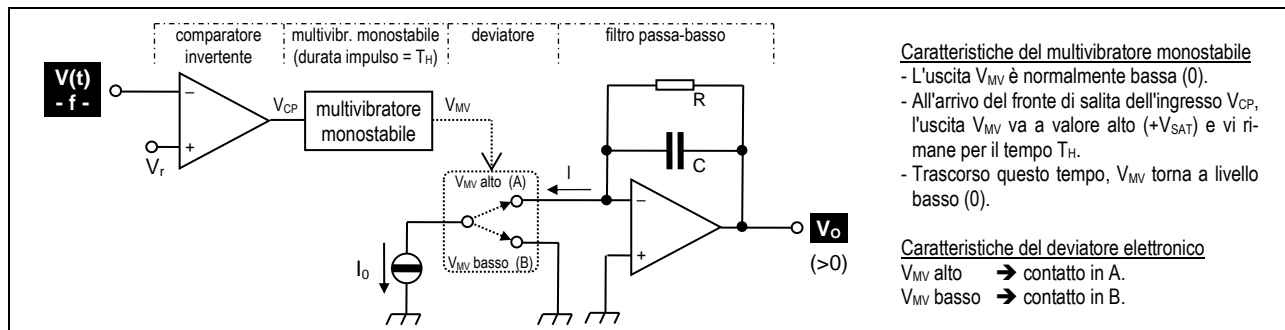 comparatore
invertente
multivibr. monostabile
(durata impulso = TH)
deviatore
filtro passa-basso
V(t)
- f -
−
+
Vr
VCP
multivibratore
monostabile
VMV
VMV alto (A)
VMV basso (B)
I0
I
R
C
−
+
VO
(>0)
Caratteristiche del multivibratore monostabile
- L'uscita VMV è normalmente bassa (0).
- All'arrivo del fronte di salita dell'ingresso VCP,
l'uscita VMV va a valore alto (+VSAT) e vi ri-
mane per il tempo TH.
- Trascorso questo tempo, VMV torna a livello
basso (0).
Caratteristiche del deviatore elettronico
VMV alto ➔ contatto in A.
VMV basso ➔ contatto in B.